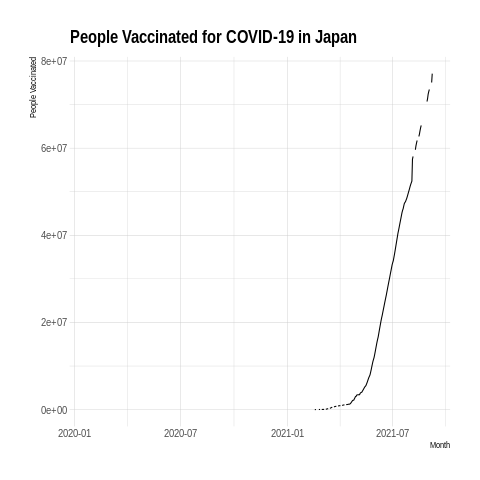 People Vaccinated for COVID-19 in Japan
People Vaccinated
8e+07
6e+07
4e+07
2e+07
0e+00
2020-01 2020-07 2021-01 2021-07
Month